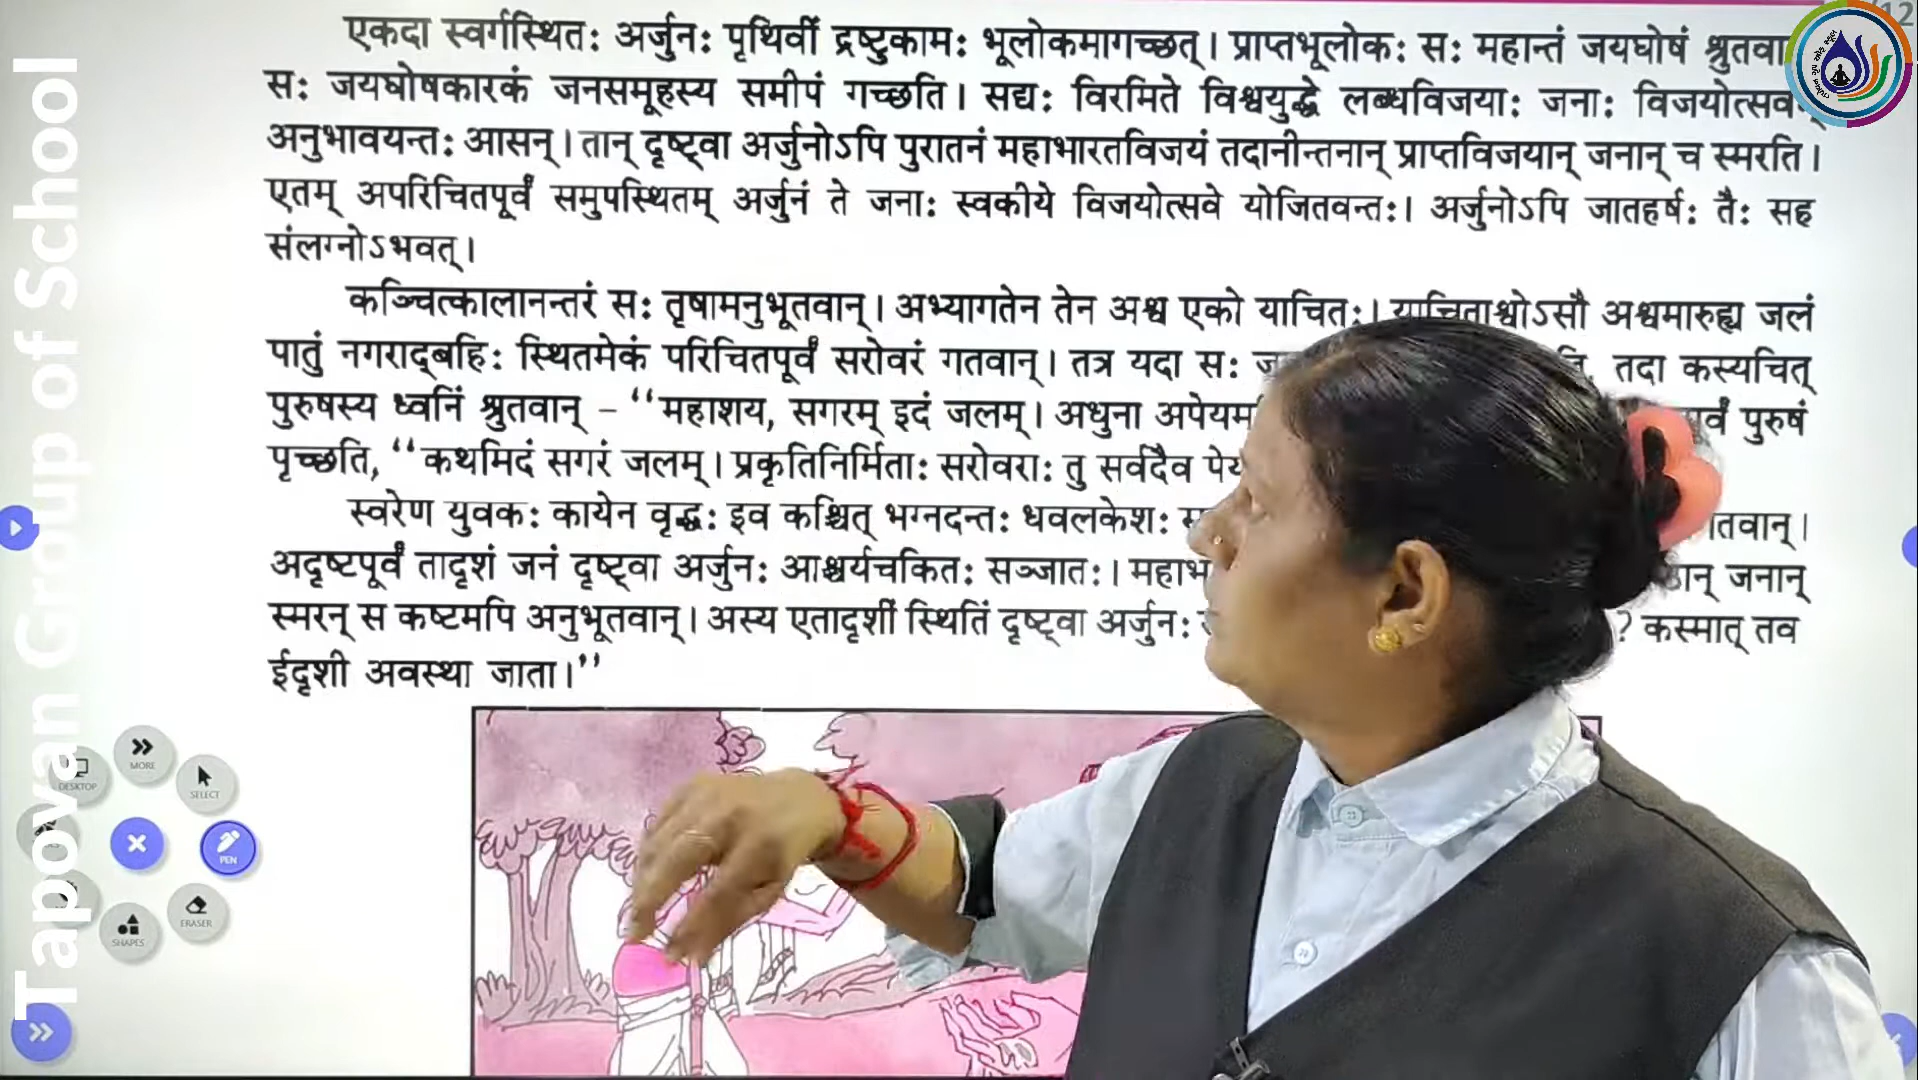 एकदा स्वर्गस्थितः अर्जुनः पृथिवीं द्रष्टुकामः भूलोकमागच्छत्। प्राप्तभूलोकः सः महान्तं जयघोषं
सः जयघोषकारकं जनसमूहस्य समीपं गच्छति। सद्यः विरमिते विश्वयुद्धे लब्धविजयाः जनाः
अनुभावयन्तः आसन्। तान् दृष्ट्वा अर्जुनोऽपि पुरातनं महाभारतविजयं तदानीन्तनान् प्राप्तविजयान् जनान् च स्मरति।
एतम् अपरिचितपूर्वं समुपस्थितम् अर्जुनं ते जनाः स्वकीये विजयोत्सवे योजितवन्तः। अर्जुनोऽपि जातहर्षः तैः सह
संलग्नोऽभवत्।
कञ्चित्कालानन्तरं सः तृषामनुभूतवान्। अभ्यागतेन तेन अश्व एको याचितः। याचिताश्वोऽसौ अश्वमारुह्य जलं
पातुं नगराद्बहिः स्थितमेकं परिचितपूर्वं सरोवरं गतवान्। तत्र यदा सः तदा कस्यचित्
पुरुषस्य ध्वनिं श्रुतवान् – “महाशय, सगरम् इदं जलम्। अधुना पुरुषं
पृच्छति, “कथमिदं सगरं जलम्। प्रकृतिनिर्मिताः सरोवराः तु सर्वदैव
स्वरेण युवकः कायेन वृद्धः इव कश्चित् भग्नदन्तः धवलकेशः
अदृष्टपूर्वं तादृशं जनं दृष्ट्वा अर्जुनः आश्चर्यचकितः सञ्जातः। जनान्
स्मरन् स कष्टमपि अनुभूतवान्। अस्य एतादृशीं स्थितिं दृष्ट्वा अर्जुनः ? कस्मात् तव
ईदृशी अवस्था जाता।”
Tapovan Group of School
MORE
DESKTOP
SELECT
PEN
ERASER
SHAPES